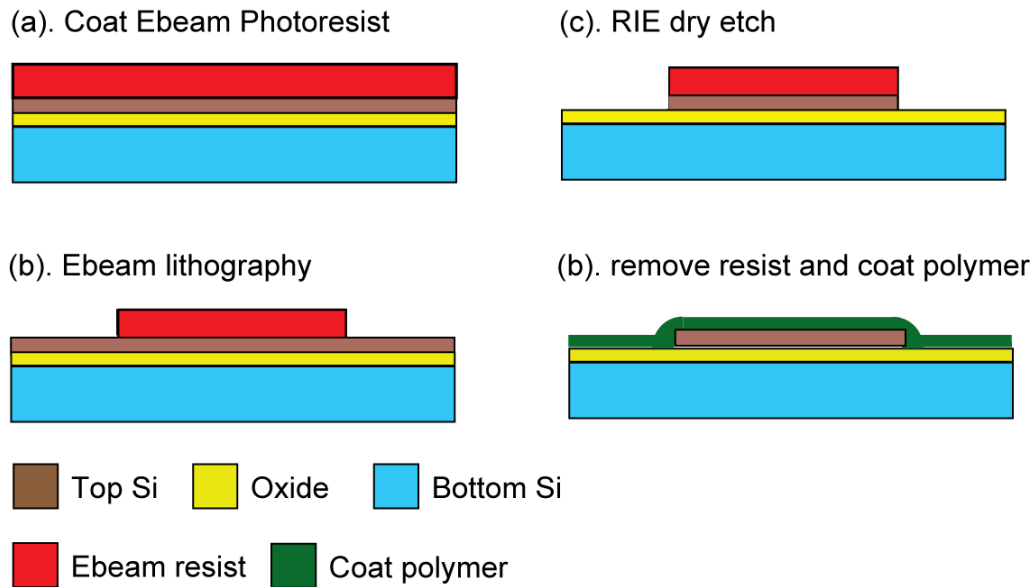 (a). Coat Ebeam Photoresist
(c). RIE dry etch
(b). Ebeam lithography
(b). remove resist and coat polymer
Top Si
Oxide
Bottom Si
Ebeam resist
Coat polymer